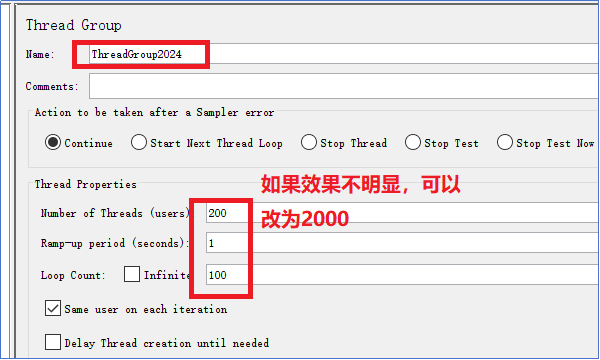 Thread Group
Name: ThreadGroup2024
Comments:
Action to be taken after a Sampler error
Continue Start Next Thread Loop Stop Thread Stop Test Stop Test Now
Thread Properties
如果效果不明显，可以
改为2000
Number of Threads (users) 200
Ramp-up period (seconds): 1
Loop Count: Infinite 100
Same user on each iteration
Delay Thread creation until needed